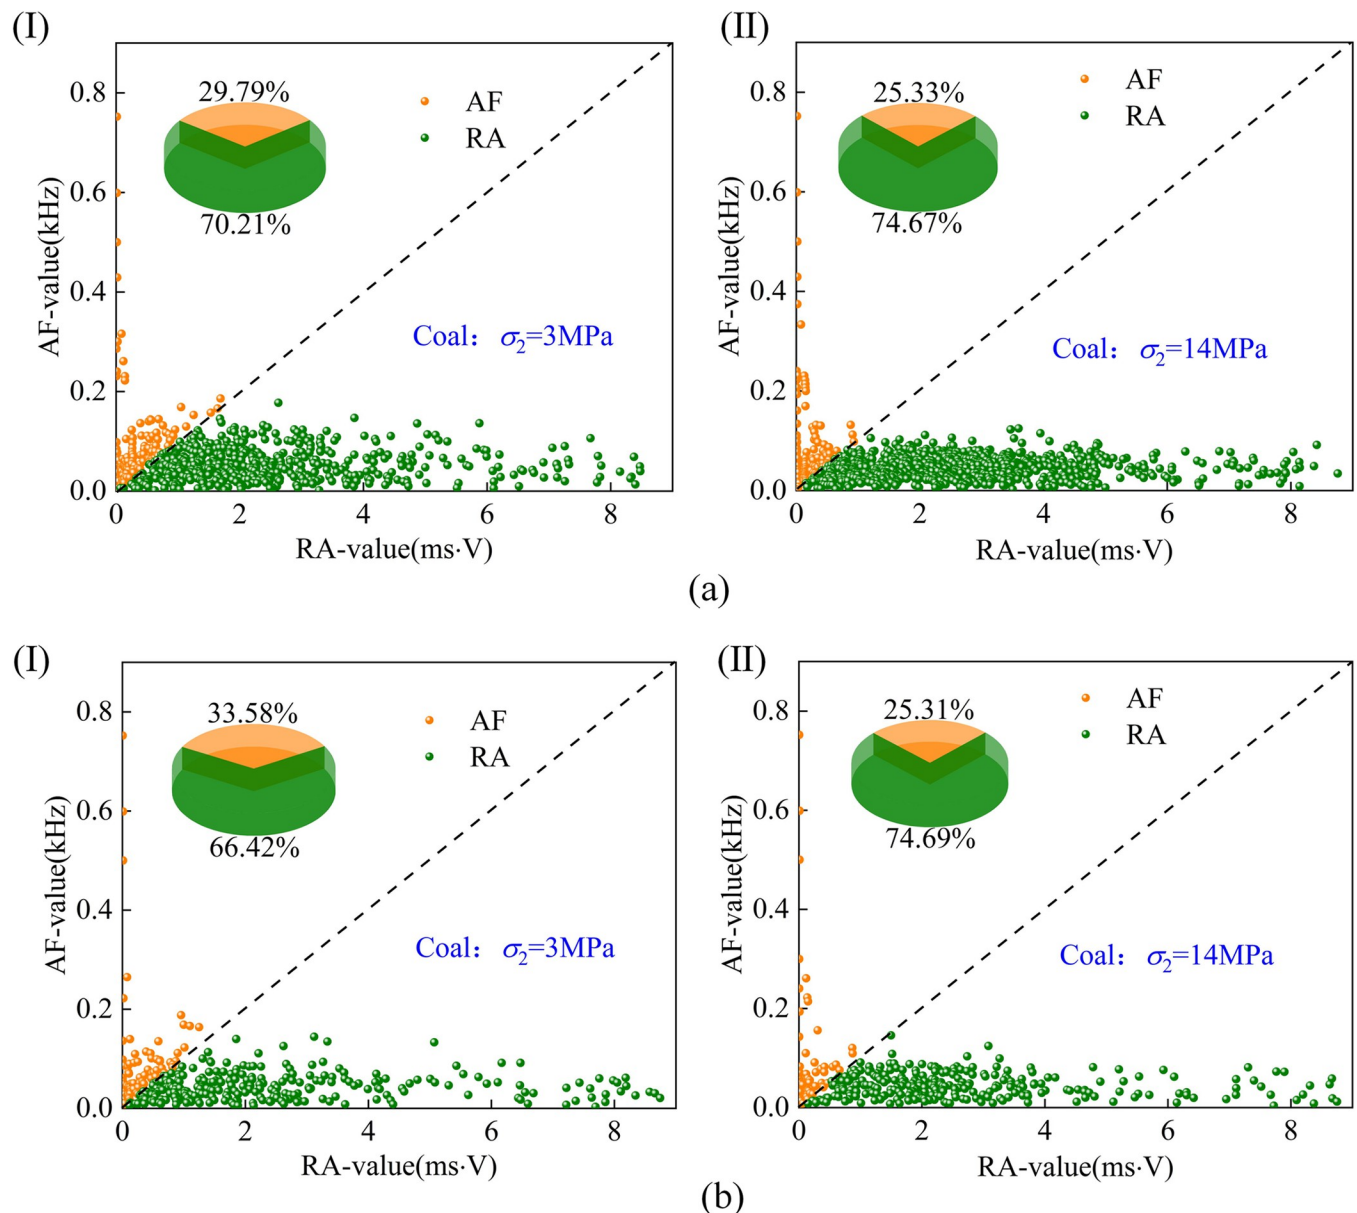 (I)
(II)
0.8
0.6
0.4
0.2
0.0
AF-value(kHz)
29.79%
70.21%
AF
RA
Coal： σ₂=3MPa
0
2
4
6
8
RA-value(ms·V)
0.8
0.6
0.4
0.2
0.0
AF-value(kHz)
25.33%
74.67%
AF
RA
Coal： σ₂=14MPa
0
2
4
6
8
RA-value(ms·V)
(a)
(I)
(II)
0.8
0.6
0.4
0.2
0.0
AF-value(kHz)
33.58%
66.42%
AF
RA
Coal： σ₂=3MPa
0
2
4
6
8
RA-value(ms·V)
0.8
0.6
0.4
0.2
0.0
AF-value(kHz)
25.31%
74.69%
AF
RA
Coal： σ₂=14MPa
0
2
4
6
8
RA-value(ms·V)
(b)